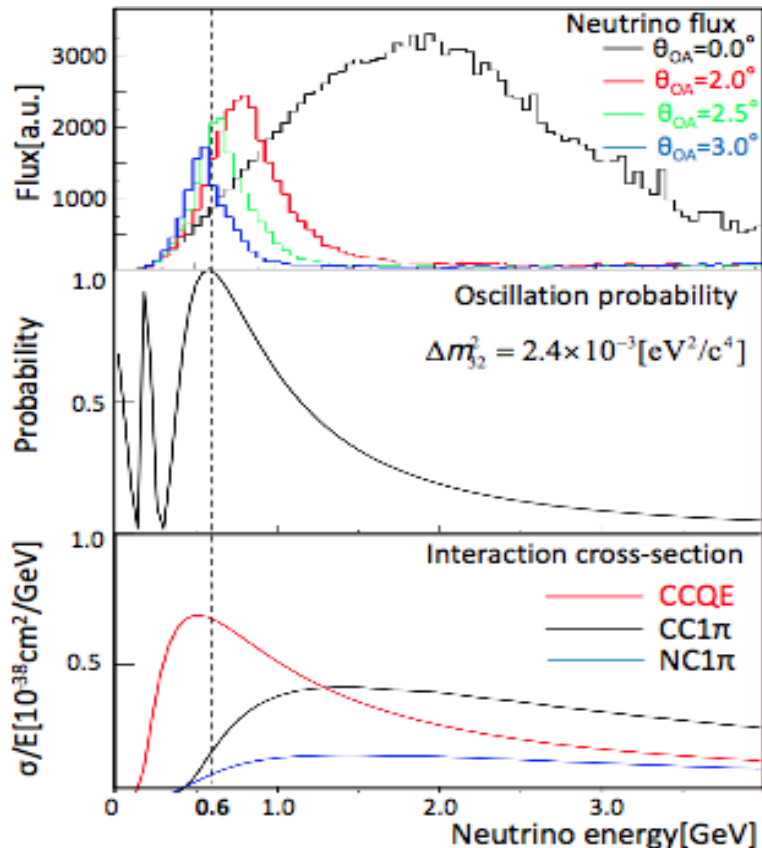 Neutrino flux
θOA=0.0°
θOA=2.0°
θOA=2.5°
θOA=3.0°
Flux[a.u.]
3000
2000
1000
Oscillation probability
Δm²₃₂ = 2.4×10⁻³[eV²/c⁴]
Probability
1.0
0.5
Interaction cross-section
CCQE
CC1π
NC1π
σ/E[10⁻³⁸cm²/GeV]
1.0
0.5
0 0.6 1.0 2.0 3.0
Neutrino energy[GeV]